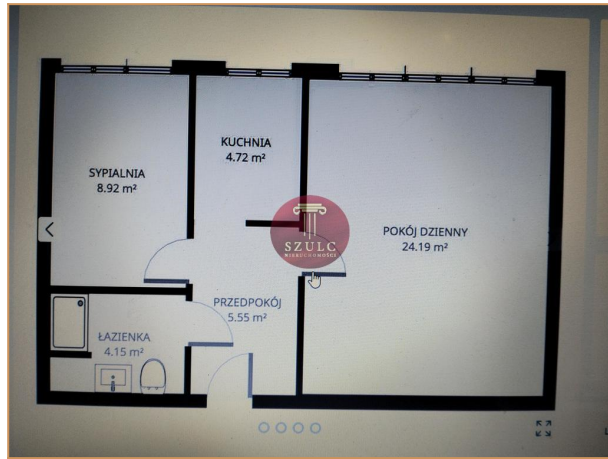 KUCHNIA
4.72 m²
SYPIALNIA
8.92 m²
POKÓJ DZIENNY
24.19 m²
SZULC
NIERUCHOMOŚCI
PRZEDPOKÓJ
5.55 m²
ŁAZIENKA
4.15 m²